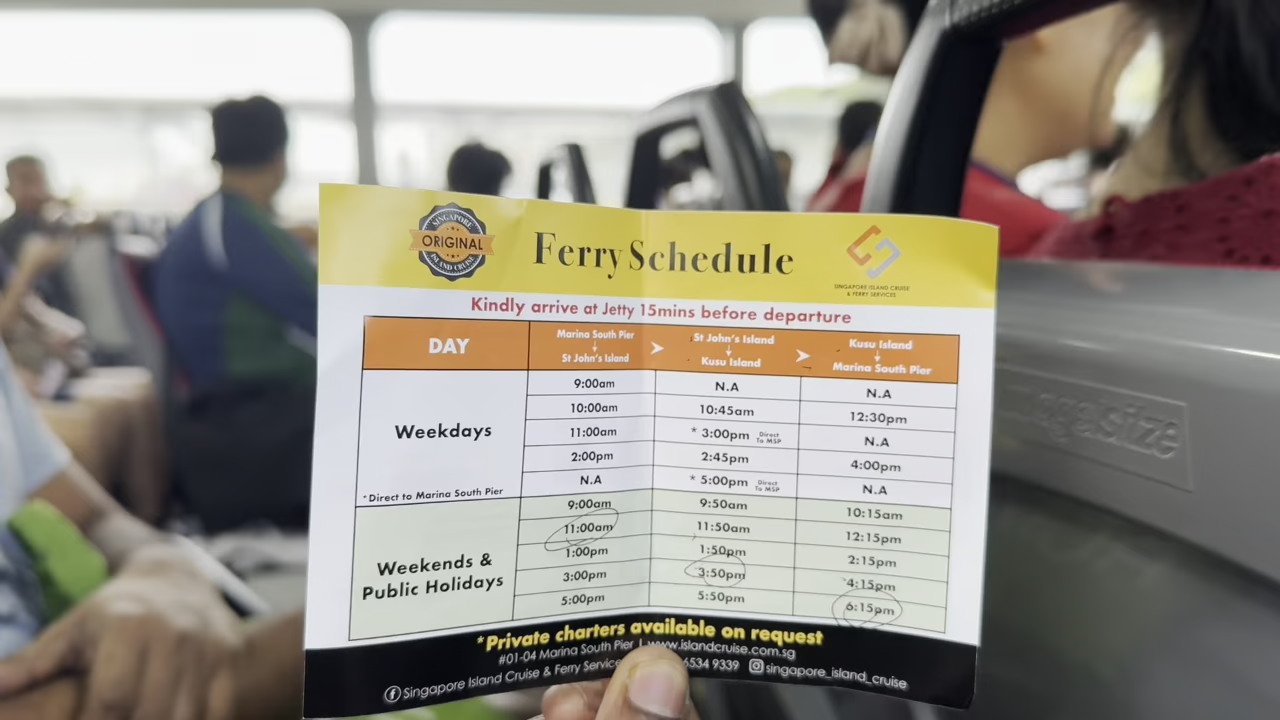 SINGAPORE
ORIGINAL
ISLAND CRUISE
Ferry Schedule
SINGAPORE ISLAND CRUISE
& FERRY SERVICES
Kindly arrive at Jetty 15mins before departure
DAY
Marina South Pier
↓
St John's Island
>
St John's Island
↓
Kusu Island
>
Kusu Island
↓
Marina South Pier
Weekdays
*Direct to Marina South Pier
9:00am N.A N.A
10:00am 10:45am 12:30pm
11:00am * 3:00pm Direct To MSP N.A
2:00pm 2:45pm 4:00pm
N.A * 5:00pm Direct To MSP N.A
Weekends &
Public Holidays
9:00am 9:50am 10:15am
11:00am 11:50am 12:15pm
1:00pm 1:50pm 2:15pm
3:00pm 3:50pm 4:15pm
5:00pm 5:50pm 6:15pm
*Private charters available on request
#01-04 Marina South Pier | www.islandcruise.com.sg
Singapore Island Cruise & Ferry Service 6534 9339 singapore_island_cruise